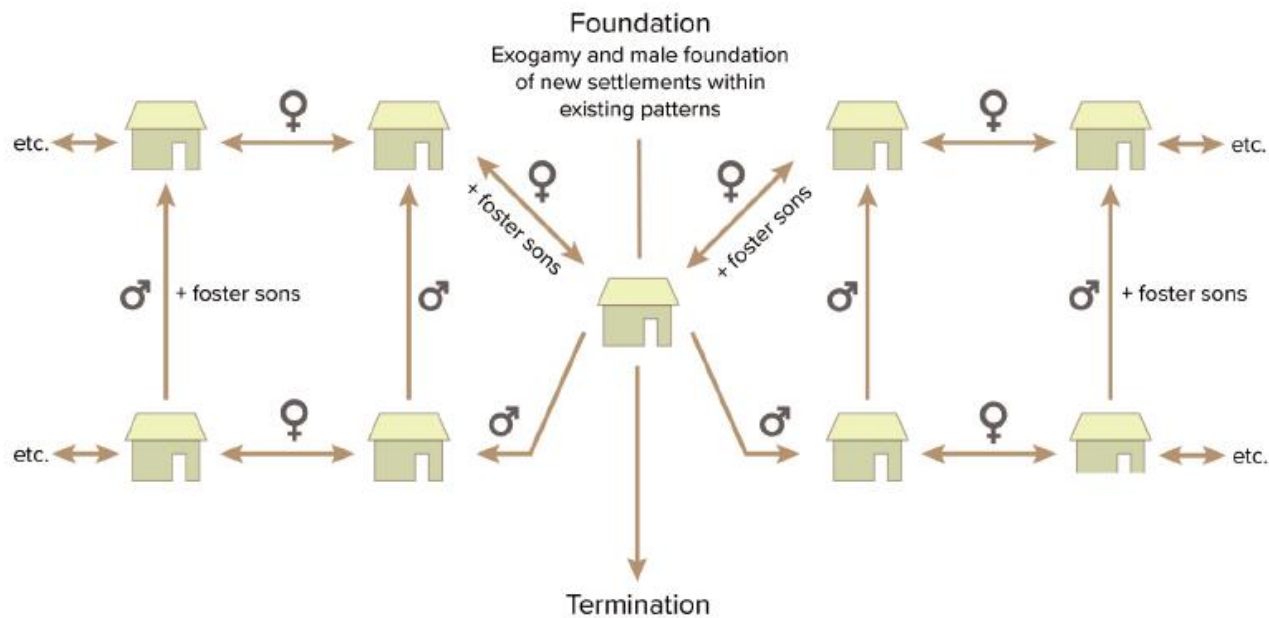 Foundation
Exogamy and male foundation
of new settlements within
existing patterns
etc.
etc.
+ foster sons
+ foster sons
+ foster sons
+ foster sons
etc.
etc.
Termination